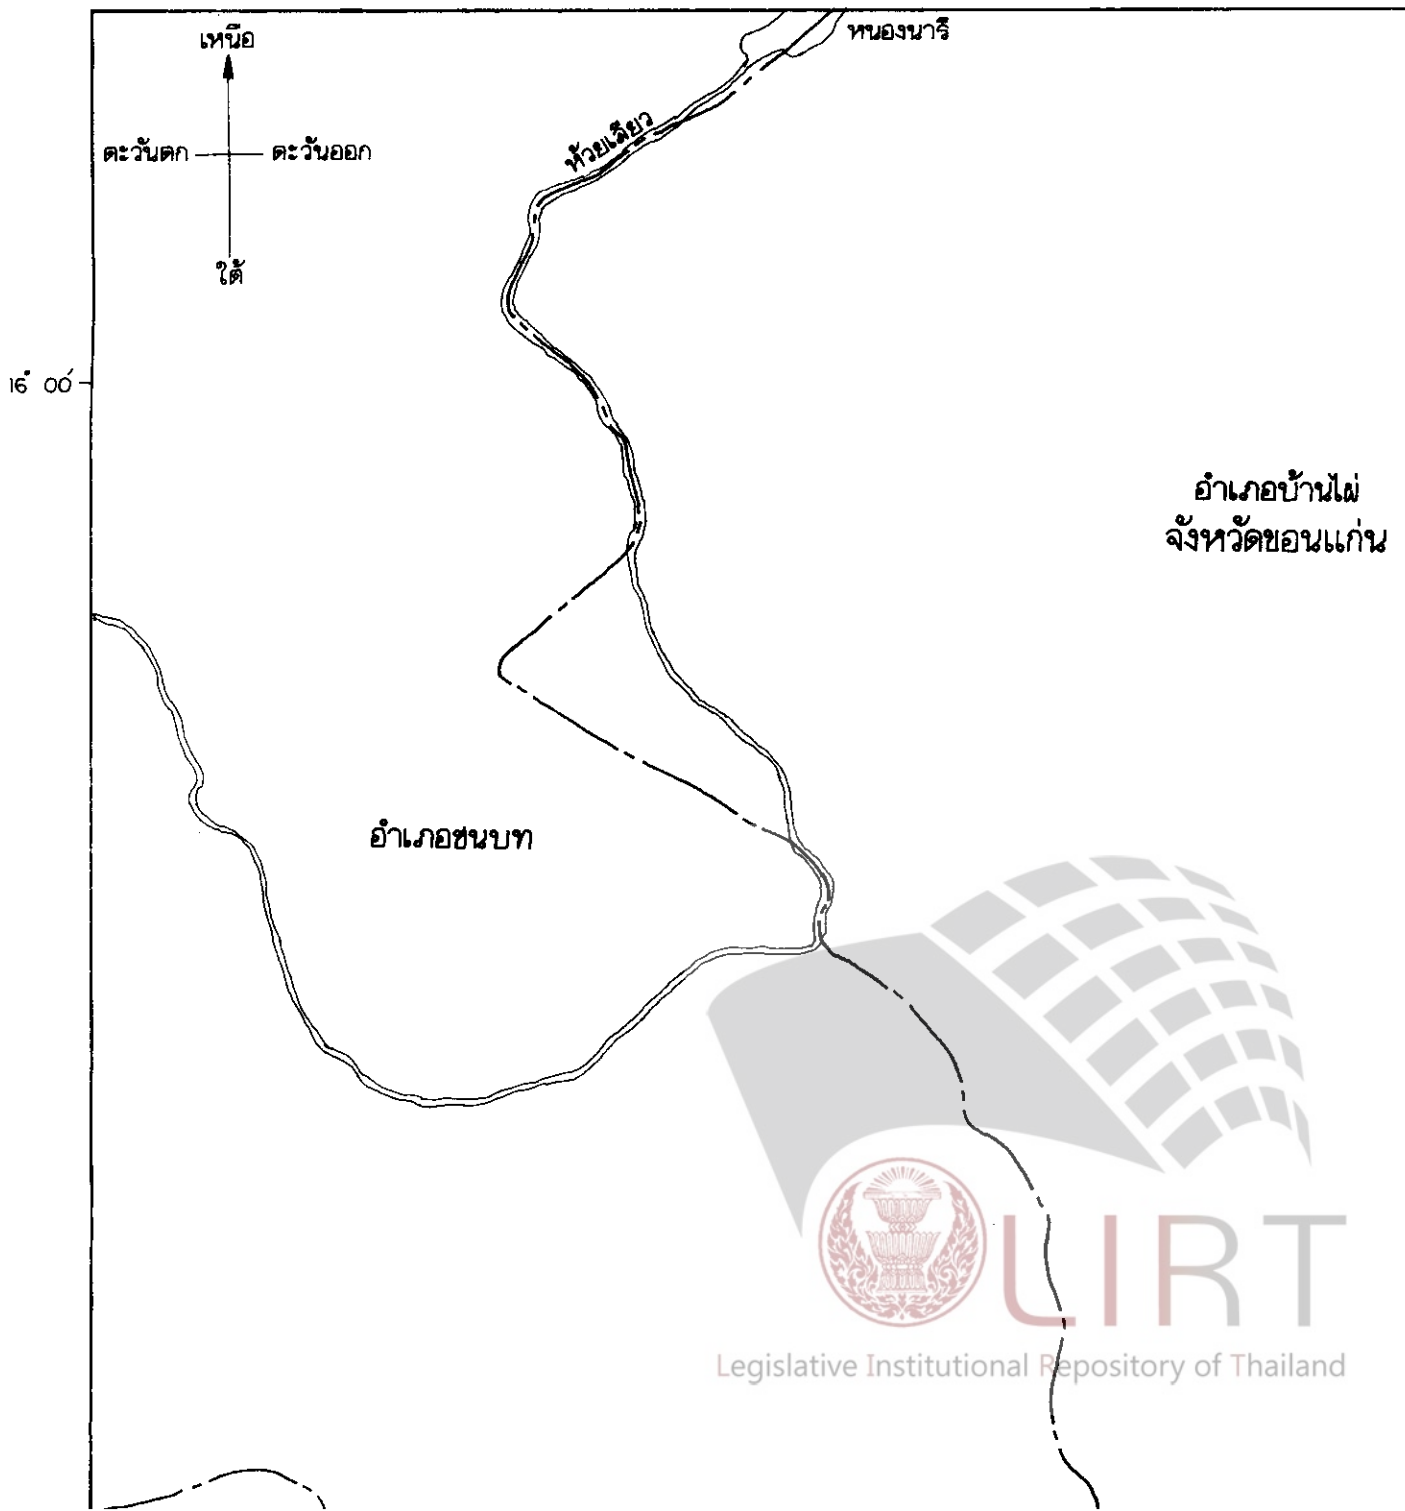 หนองนารี
เหนือ
ห้วยเสียว
ตะวันตก
ตะวันออก
ใต้
16° 00′
อำเภอบ้านไผ่
จังหวัดขอนแก่น
อำเภอชนบท
LIRT
Legislative Institutional Repository of Thailand